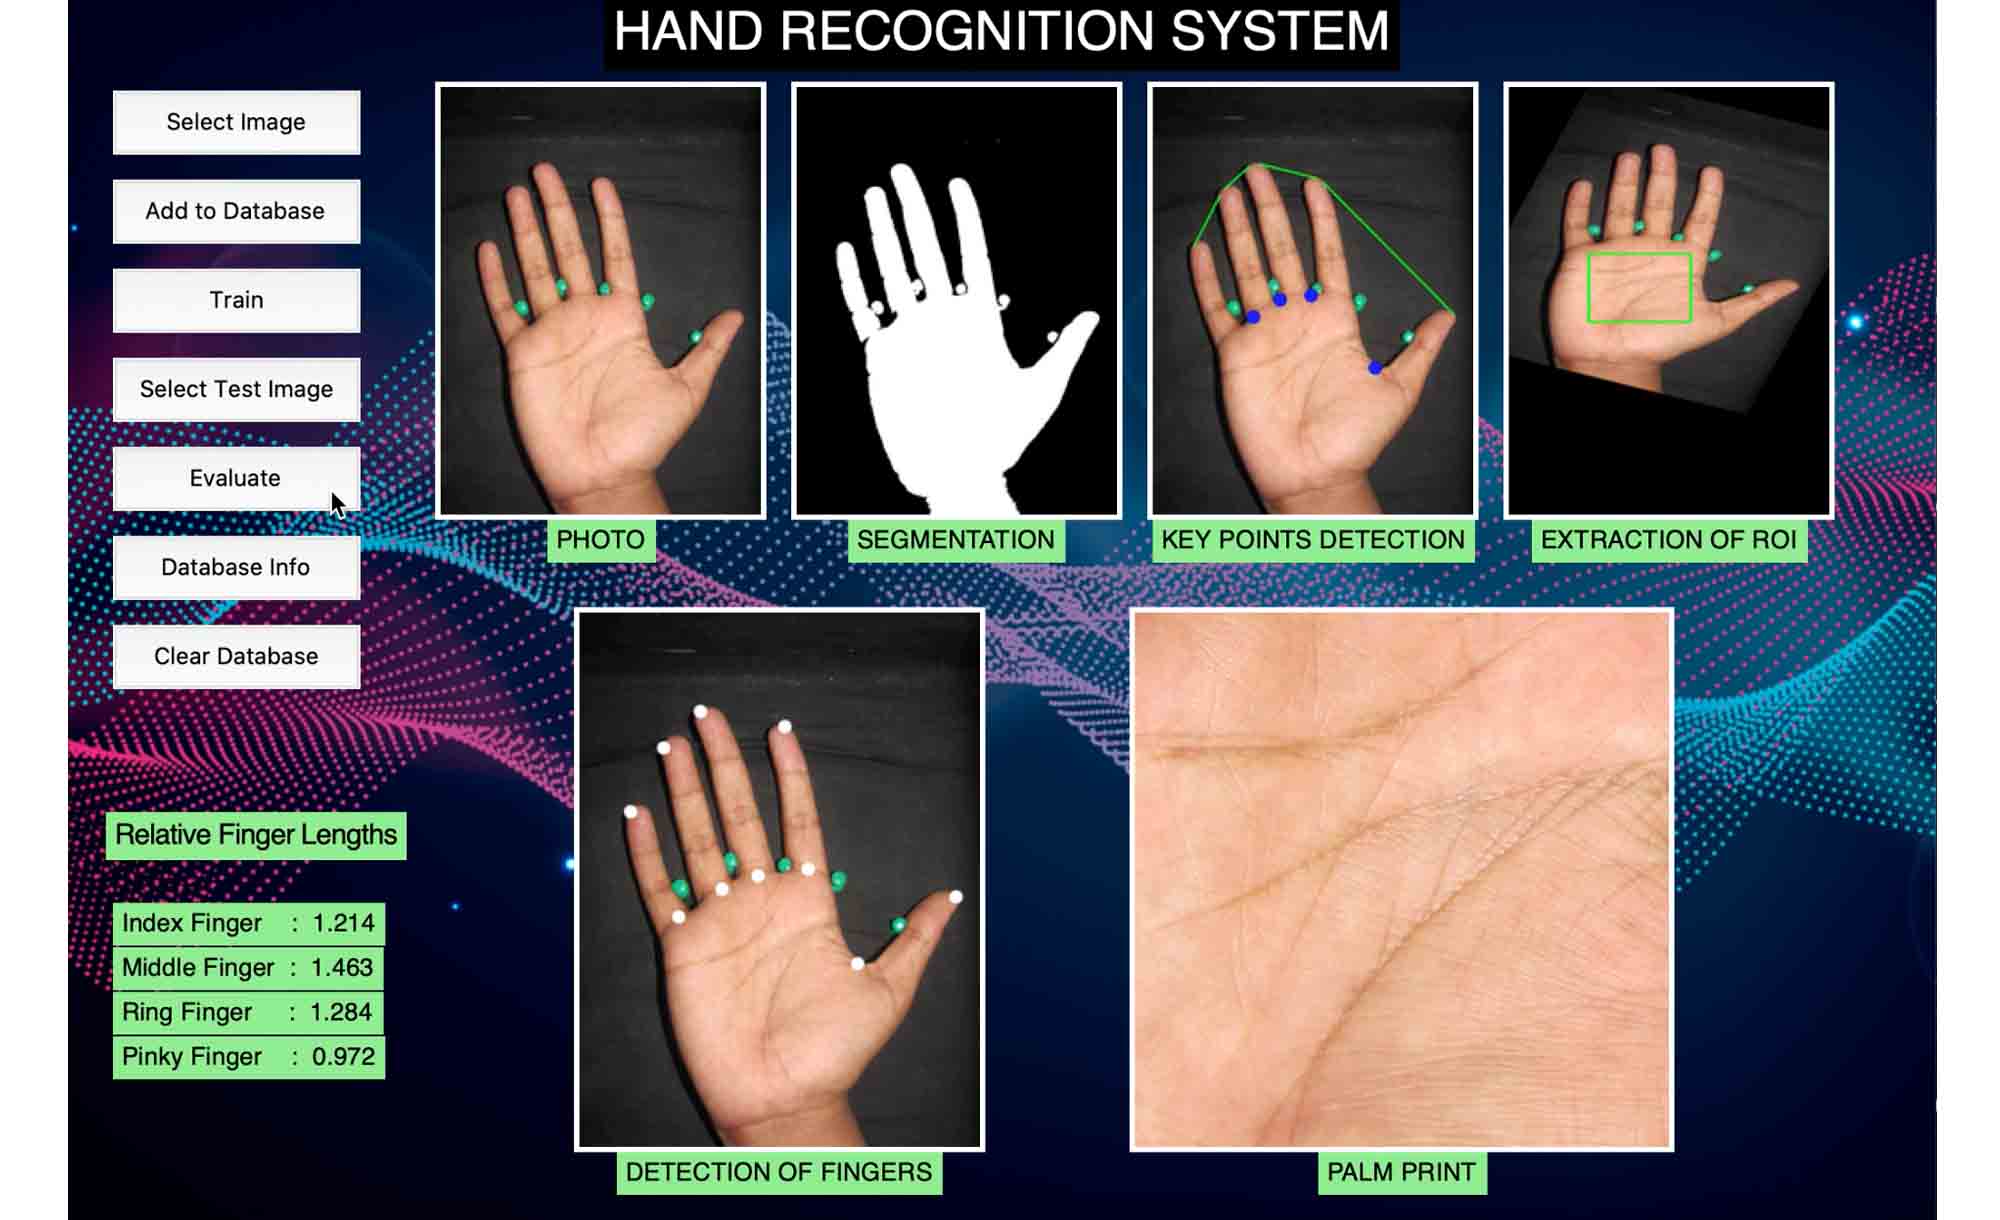 HAND RECOGNITION SYSTEM
Select Image
Add to Database
Train
Select Test Image
Evaluate
Database Info
Clear Database
PHOTO
SEGMENTATION
KEY POINTS DETECTION
EXTRACTION OF ROI
Relative Finger Lengths
Index Finger : 1.214
Middle Finger : 1.463
Ring Finger : 1.284
Pinky Finger : 0.972
DETECTION OF FINGERS
PALM PRINT